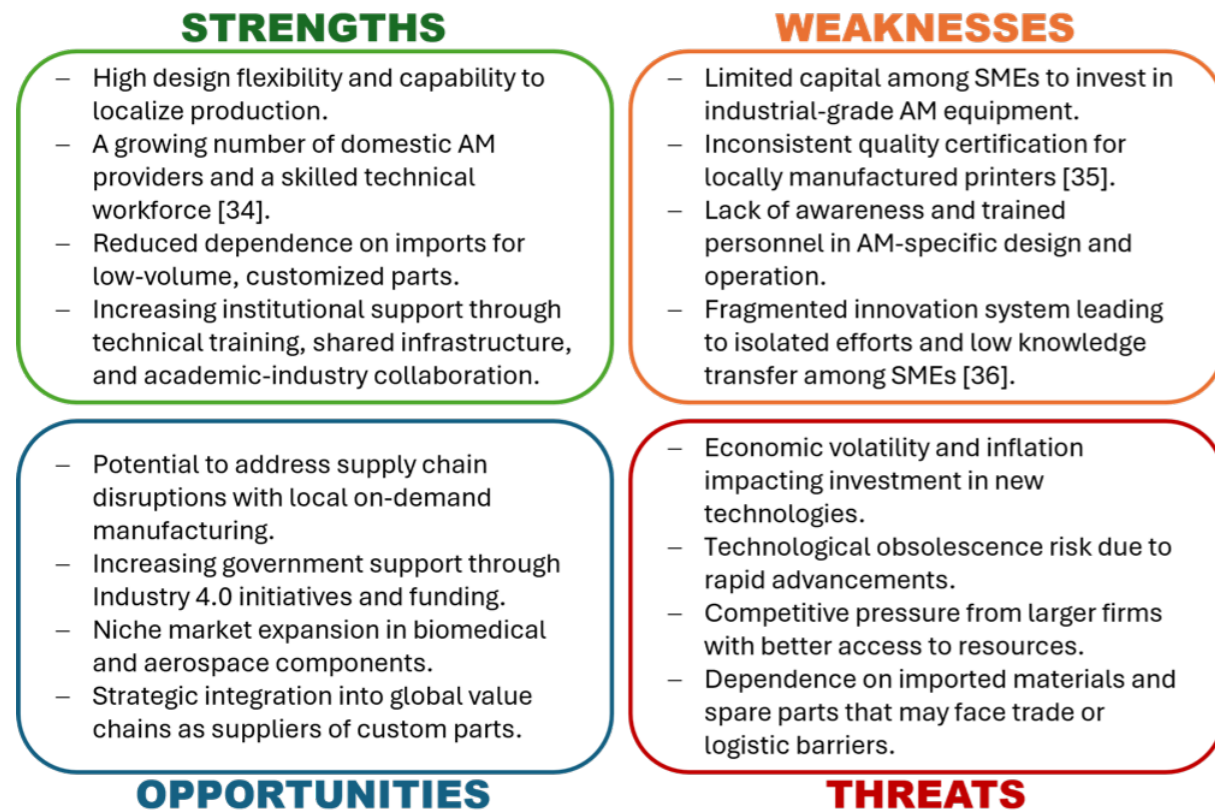 STRENGTHS
– High design flexibility and capability to
localize production.
– A growing number of domestic AM
providers and a skilled technical
workforce [34].
– Reduced dependence on imports for
low-volume, customized parts.
– Increasing institutional support through
technical training, shared infrastructure,
and academic-industry collaboration.
WEAKNESSES
– Limited capital among SMEs to invest in
industrial-grade AM equipment.
– Inconsistent quality certification for
locally manufactured printers [35].
– Lack of awareness and trained
personnel in AM-specific design and
operation.
– Fragmented innovation system leading
to isolated efforts and low knowledge
transfer among SMEs [36].
– Potential to address supply chain
disruptions with local on-demand
manufacturing.
– Increasing government support through
Industry 4.0 initiatives and funding.
– Niche market expansion in biomedical
and aerospace components.
– Strategic integration into global value
chains as suppliers of custom parts.
OPPORTUNITIES
– Economic volatility and inflation
impacting investment in new
technologies.
– Technological obsolescence risk due to
rapid advancements.
– Competitive pressure from larger firms
with better access to resources.
– Dependence on imported materials and
spare parts that may face trade or
logistic barriers.
THREATS